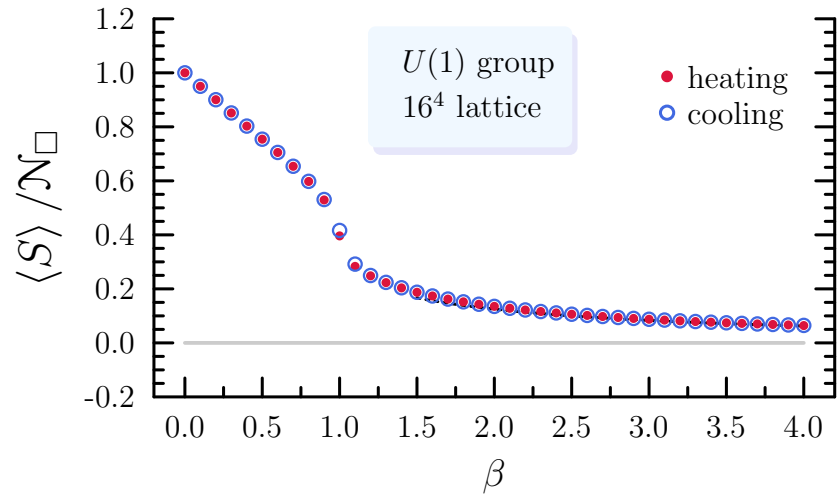 1.2
1.0
0.8
0.6
0.4
0.2
0.0
-0.2
⟨S⟩ /𝒩□
U(1) group
16⁴ lattice
heating
cooling
0.0 0.5 1.0 1.5 2.0 2.5 3.0 3.5 4.0
β